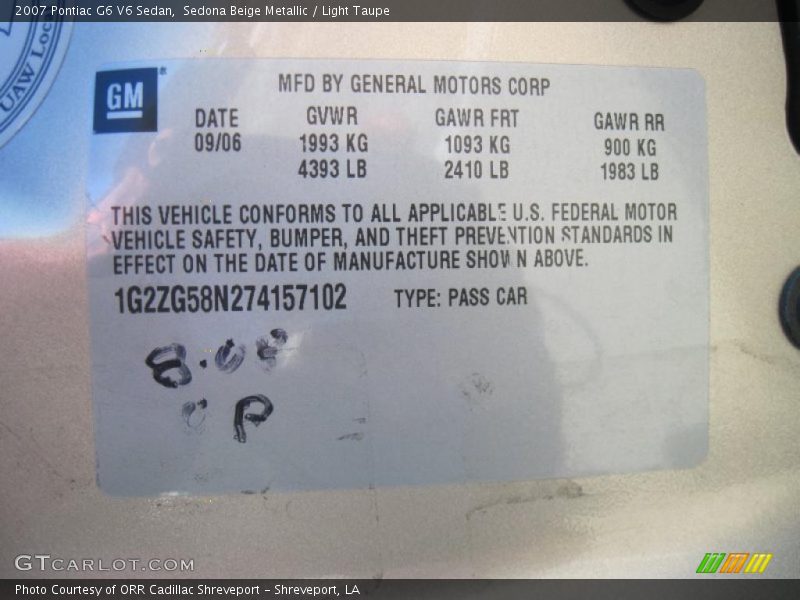 2007 Pontiac G6 V6 Sedan,  Sedona Beige Metallic / Light Taupe
UAW Loc
GM
MFD BY GENERAL MOTORS CORP
DATE GVWR GAWR FRT GAWR RR
09/06 1993 KG 1093 KG 900 KG
4393 LB 2410 LB 1983 LB
THIS VEHICLE CONFORMS TO ALL APPLICABLE U.S. FEDERAL MOTOR
VEHICLE SAFETY, BUMPER, AND THEFT PREVENTION STANDARDS IN
EFFECT ON THE DATE OF MANUFACTURE SHOWN ABOVE.
1G2ZG58N274157102 TYPE: PASS CAR
P
GTCARLOT.COM
Photo Courtesy of ORR Cadillac Shreveport - Shreveport, LA